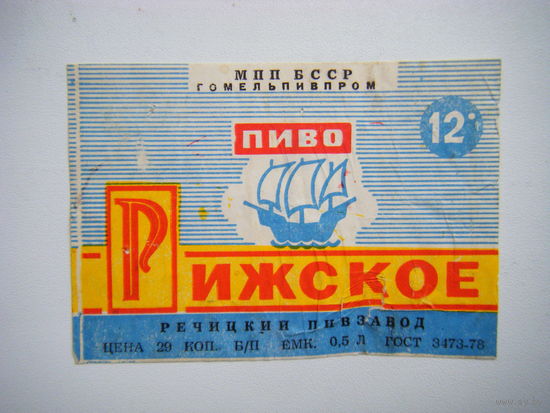 МПП БССР
ГОМЕЛЬПИВПРОМ
12°
ПИВО
РИЖСКОЕ
РЕЧИЦКИЙ ПИВЗАВОД
ЦЕНА 29 КОП. Б/П ЕМК. 0,5 Л ГОСТ 3473-78